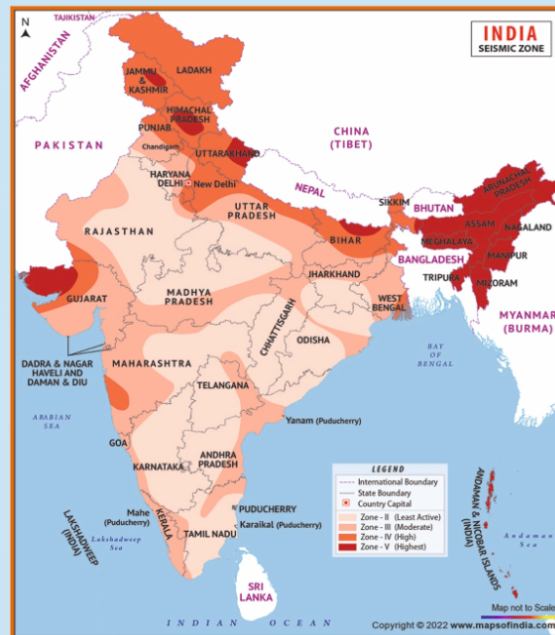 N
TAJIKISTAN
INDIA
SEISMIC ZONE
AFGHANISTAN
LADAKH
JAMMU
&
KASHMIR
HIMACHAL
PRADESH
PUNJAB
Chandigarh
UTTARAKHAND
CHINA
(TIBET)
PAKISTAN
HARYANA
DELHI
New Delhi
NEPAL
ARUNACHAL
PRADESH
SIKKIM
BHUTAN
UTTAR
PRADESH
RAJASTHAN
BIHAR
ASSAM
NAGALAND
MEGHALAYA
MANIPUR
BANGLADESH
JHARKHAND
TRIPURA
MIZORAM
GUJARAT
MADHYA
PRADESH
WEST
BENGAL
CHHATTISGARH
MYANMAR
(BURMA)
ODISHA
DADRA & NAGAR
HAVELI AND
DAMAN & DIU
MAHARASHTRA
BAY
OF
BENGAL
TELANGANA
ARABIAN
SEA
Yanam (Puducherry)
GOA
ANDHRA
PRADESH
KARNATAKA
LEGEND
International Boundary
State Boundary
Country Capital
Zone - II (Least Active)
Zone - III (Moderate)
Zone - IV (High)
Zone - V (Highest)
Mahe
(Puducherry)
PUDUCHERRY
Karaikal (Puducherry)
KERALA
TAMIL NADU
LAKSHADWEEP
(INDIA)
Lakshadweep
Sea
ANDAMAN &
NICOBAR ISLANDS
(INDIA)
Andaman
Sea
SRI
LANKA
INDIAN OCEAN
Map not to Scale
Copyright © 2022 www.mapsofindia.com